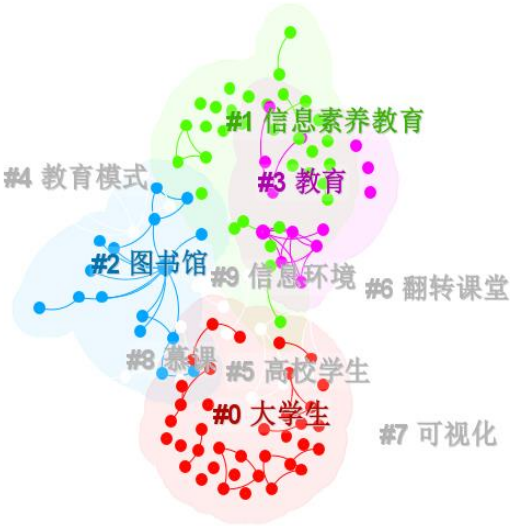 #1 信息素养教育
#4 教育模式
#3 教育
#2 图书馆
#9 信息环境
#6 翻转课堂
#8 慕课
#5 高校学生
#0 大学生
#7 可视化